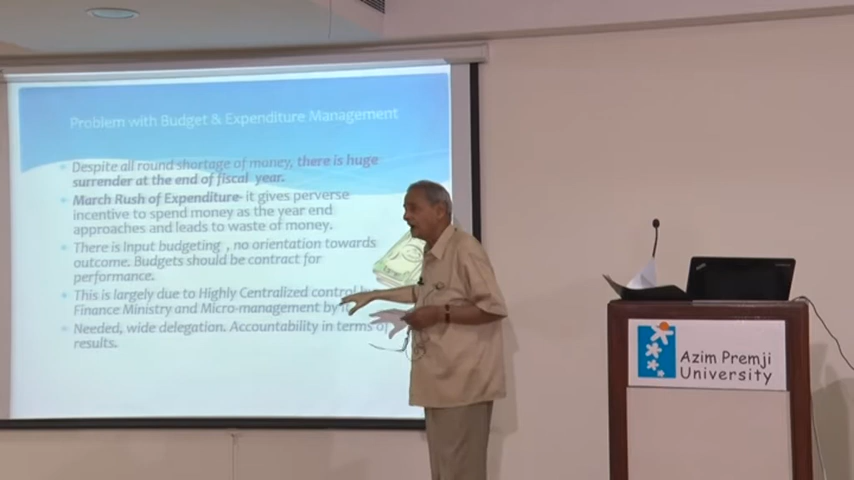 Problem with Budget & Expenditure Management
Despite all round shortage of money, there is huge
surrender at the end of fiscal year.
March Rush of Expenditure- it gives perverse
incentive to spend money as the year end
approaches and leads to waste of money.
There is Input budgeting , no orientation towards
outcome. Budgets should be contract for
performance.
This is largely due to Highly Centralized control
Finance Ministry and Micro-management by
Needed, wide delegation. Accountability in terms of
results.
Azim Premji
University